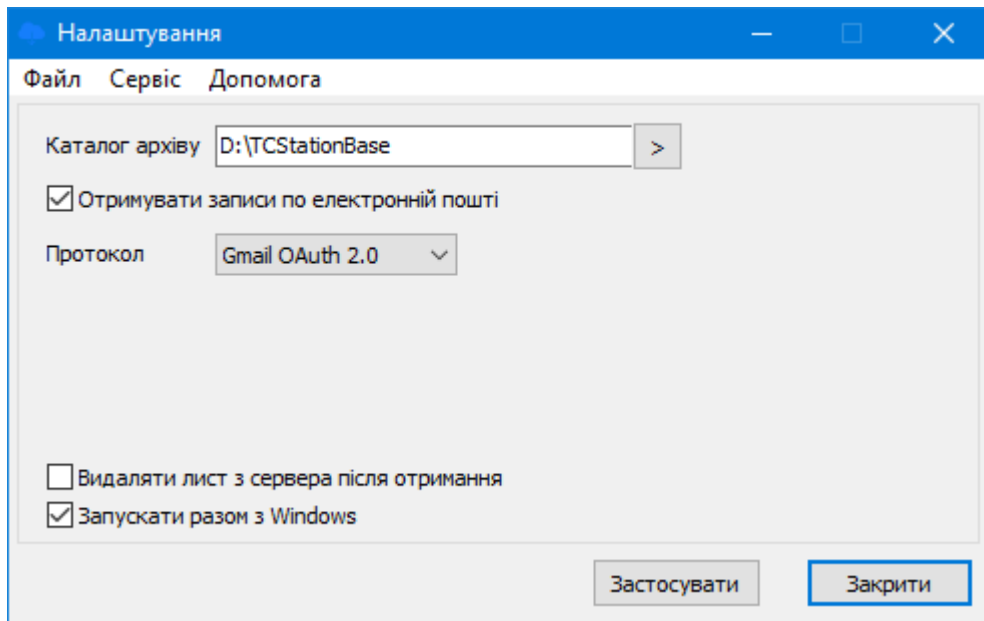 Налаштування
Файл Сервіс Допомога
Каталог архіву D:\TCStationBase >
Отримувати записи по електронній пошті
Протокол Gmail OAuth 2.0
Видаляти лист з сервера після отримання
Запускати разом з Windows
Застосувати Закрити